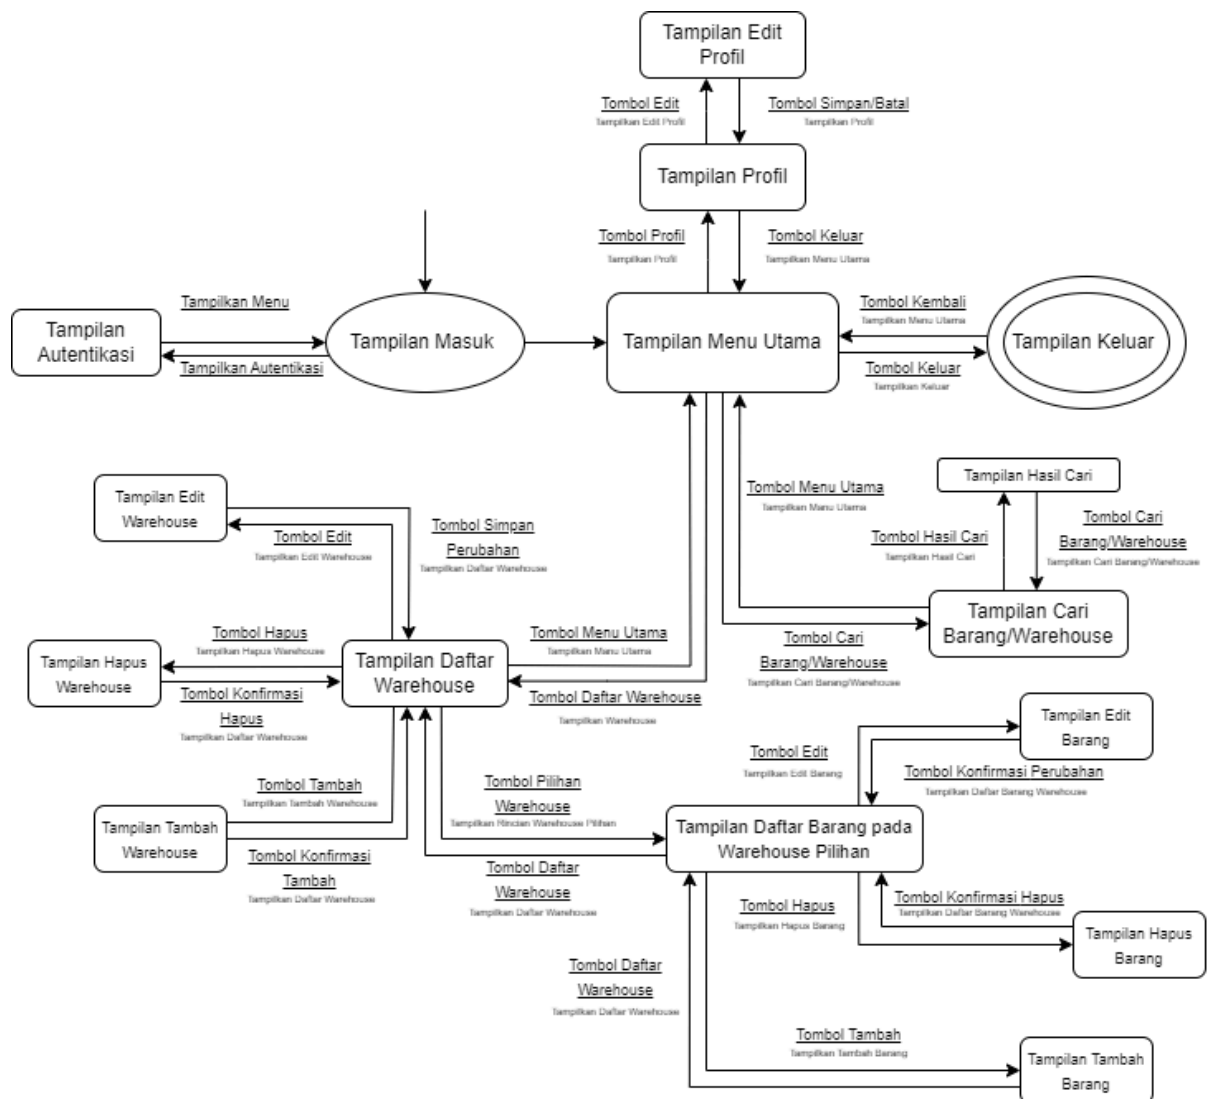 Tampilan Edit
Profil
Tombol Edit
Tampilkan Edit Profil
Tombol Simpan/Batal
Tampilkan Profil
Tampilan Profil
Tombol Profil
Tampilkan Profil
Tombol Keluar
Tampilkan Menu Utama
Tampilkan Menu
Tampilan
Autentikasi
Tampilkan Autentikasi
Tampilan Masuk
Tampilan Menu Utama
Tombol Kembali
Tampilkan Menu Utama
Tombol Keluar
Tampilkan Keluar
Tampilan Keluar
Tampilan Edit
Warehouse
Tombol Edit
Tampilkan Edit Warehouse
Tombol Simpan
Perubahan
Tampilkan Daftar Warehouse
Tombol Menu Utama
Tampilkan Manu Utama
Tampilan Hasil Cari
Tombol Hasil Cari
Tampilkan Hasil Cari
Tombol Cari
Barang/Warehouse
Tampilkan Cari Barang/Warehouse
Tampilan Cari
Barang/Warehouse
Tombol Cari
Barang/Warehouse
Tampilkan Cari Barang/Warehouse
Tombol Hapus
Tampilkan Hapus Warehouse
Tampilan Hapus
Warehouse
Tombol Konfirmasi
Hapus
Tampilkan Daftar Warehouse
Tampilan Daftar
Warehouse
Tombol Menu Utama
Tampilkan Manu Utama
Tombol Daftar Warehouse
Tampilkan Warehouse
Tombol Tambah
Tampilkan Tambah Warehouse
Tampilan Tambah
Warehouse
Tombol Konfirmasi
Tambah
Tampilkan Daftar Warehouse
Tombol Pilihan
Warehouse
Tampilkan Rincian Warehouse Pilihan
Tombol Daftar
Warehouse
Tampilkan Daftar Warehouse
Tampilan Daftar Barang pada
Warehouse Pilihan
Tombol Edit
Tampilkan Edit Barang
Tampilan Edit
Barang
Tombol Konfirmasi Perubahan
Tampilkan Daftar Barang Warehouse
Tombol Hapus
Tampilkan Hapus Barang
Tombol Konfirmasi Hapus
Tampilkan Daftar Barang Warehouse
Tampilan Hapus
Barang
Tombol Daftar
Warehouse
Tampilkan Daftar Warehouse
Tombol Tambah
Tampilkan Tambah Barang
Tampilan Tambah
Barang